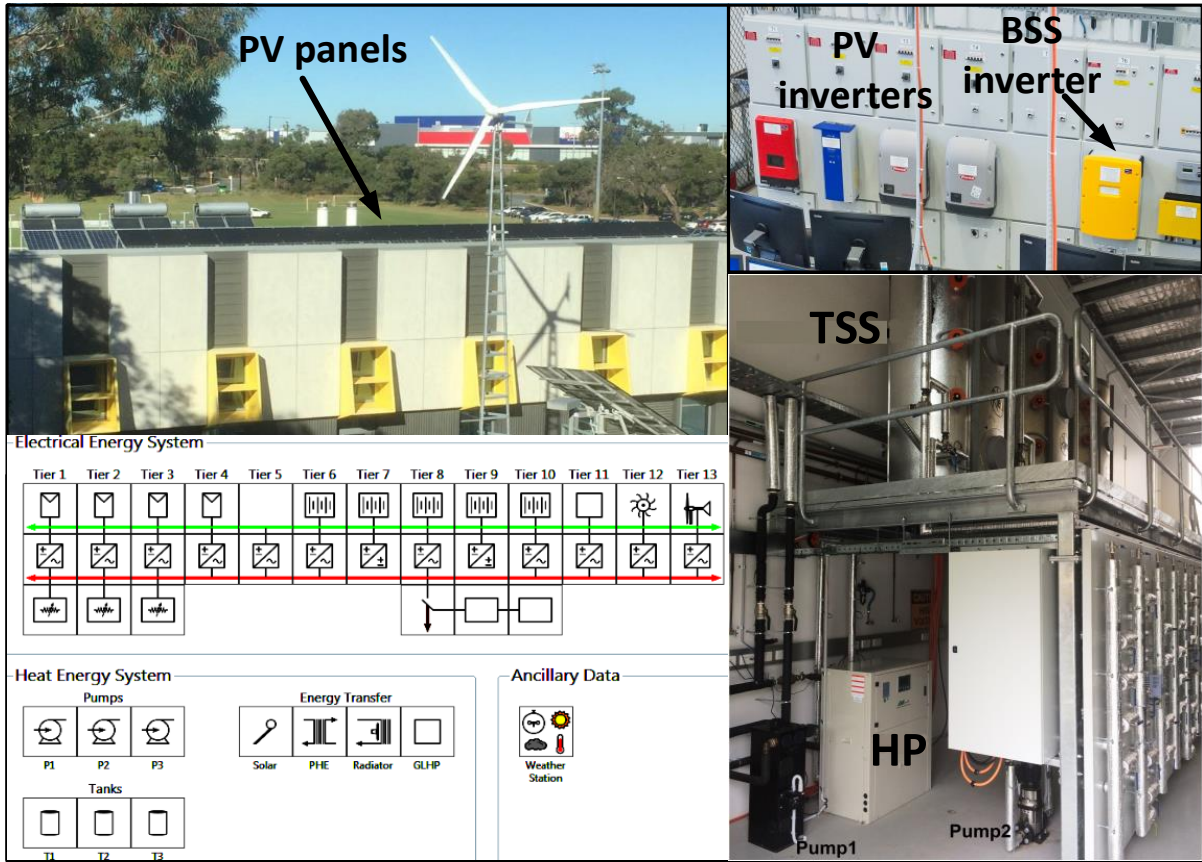 PV panels
PV
inverters
BSS
inverter
TSS
HP
Pump1
Pump2
Electrical Energy System
Tier 1 Tier 2 Tier 3 Tier 4 Tier 5 Tier 6 Tier 7 Tier 8 Tier 9 Tier 10 Tier 11 Tier 12 Tier 13
Heat Energy System
Pumps
P1 P2 P3
Energy Transfer
Solar PHE Radiator GLHP
Tanks
T1 T2 T3
Ancillary Data
Weather
Station